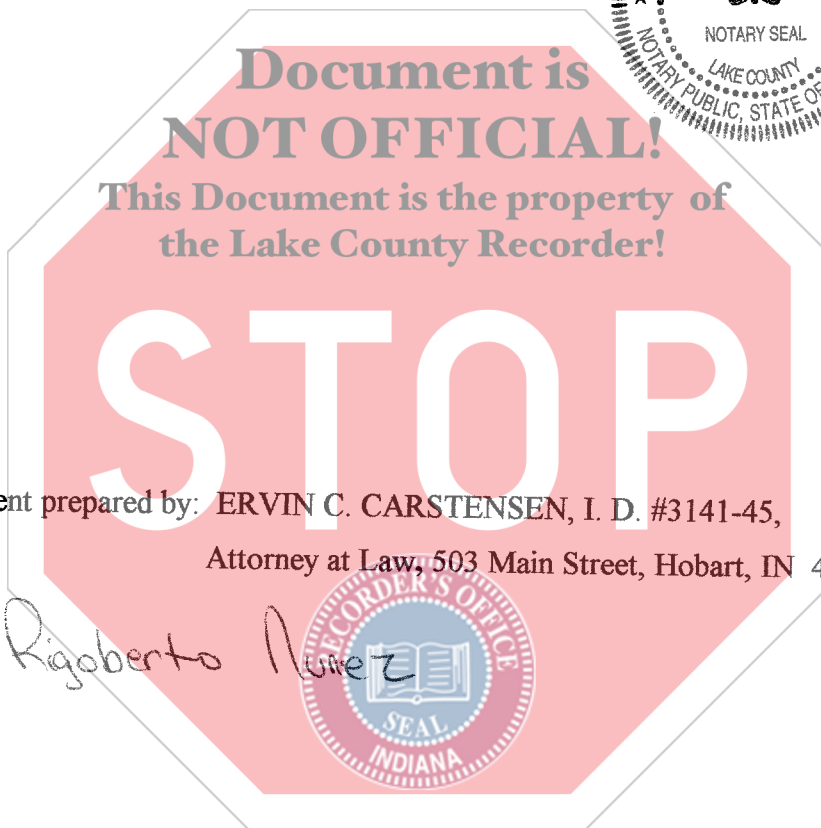 NOTARY SEAL
LAKE COUNTY
NOTARY PUBLIC, STATE OF
Document is
NOT OFFICIAL!
This Document is the property of
the Lake County Recorder!
STOP
ent prepared by: ERVIN C. CARSTENSEN, I. D. #3141-45,
Attorney at Law, 503 Main Street, Hobart, IN 4
Rigoberto Nunez
RECORDER'S OFFICE
SEAL
INDIANA